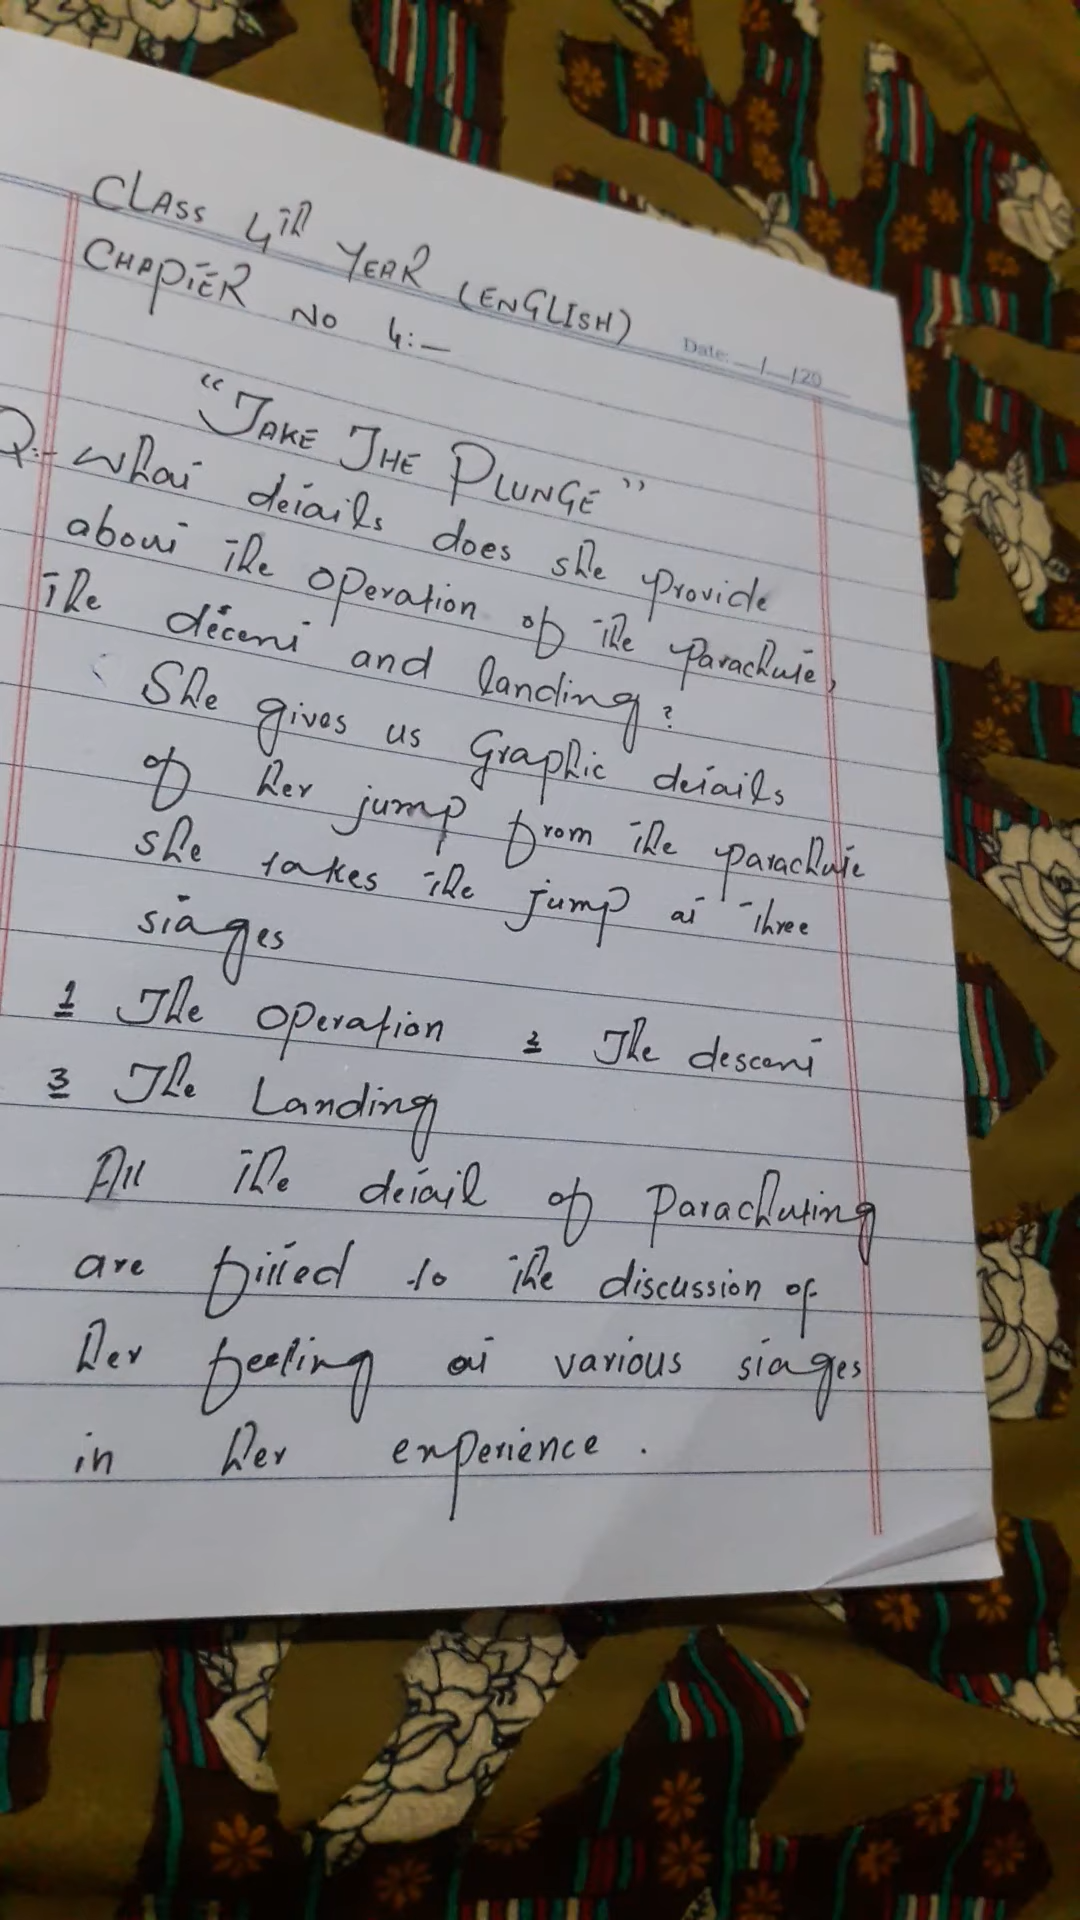 CLASS 4th YEAR (ENGLISH)
CHAPTER NO 4:-
Date: __/__/20
"TAKE THE PLUNGE"
Q:- What details does she provide
about the operation of the parachute,
the decent and landing?
She gives us Graphic details
of her jump from the parachute
she takes the jump at three
stages
1 The operation 2 The descent
3 The Landing
All the detail of Parachuting
are fitted to the discussion of
her feeling at various stages
in her experience.